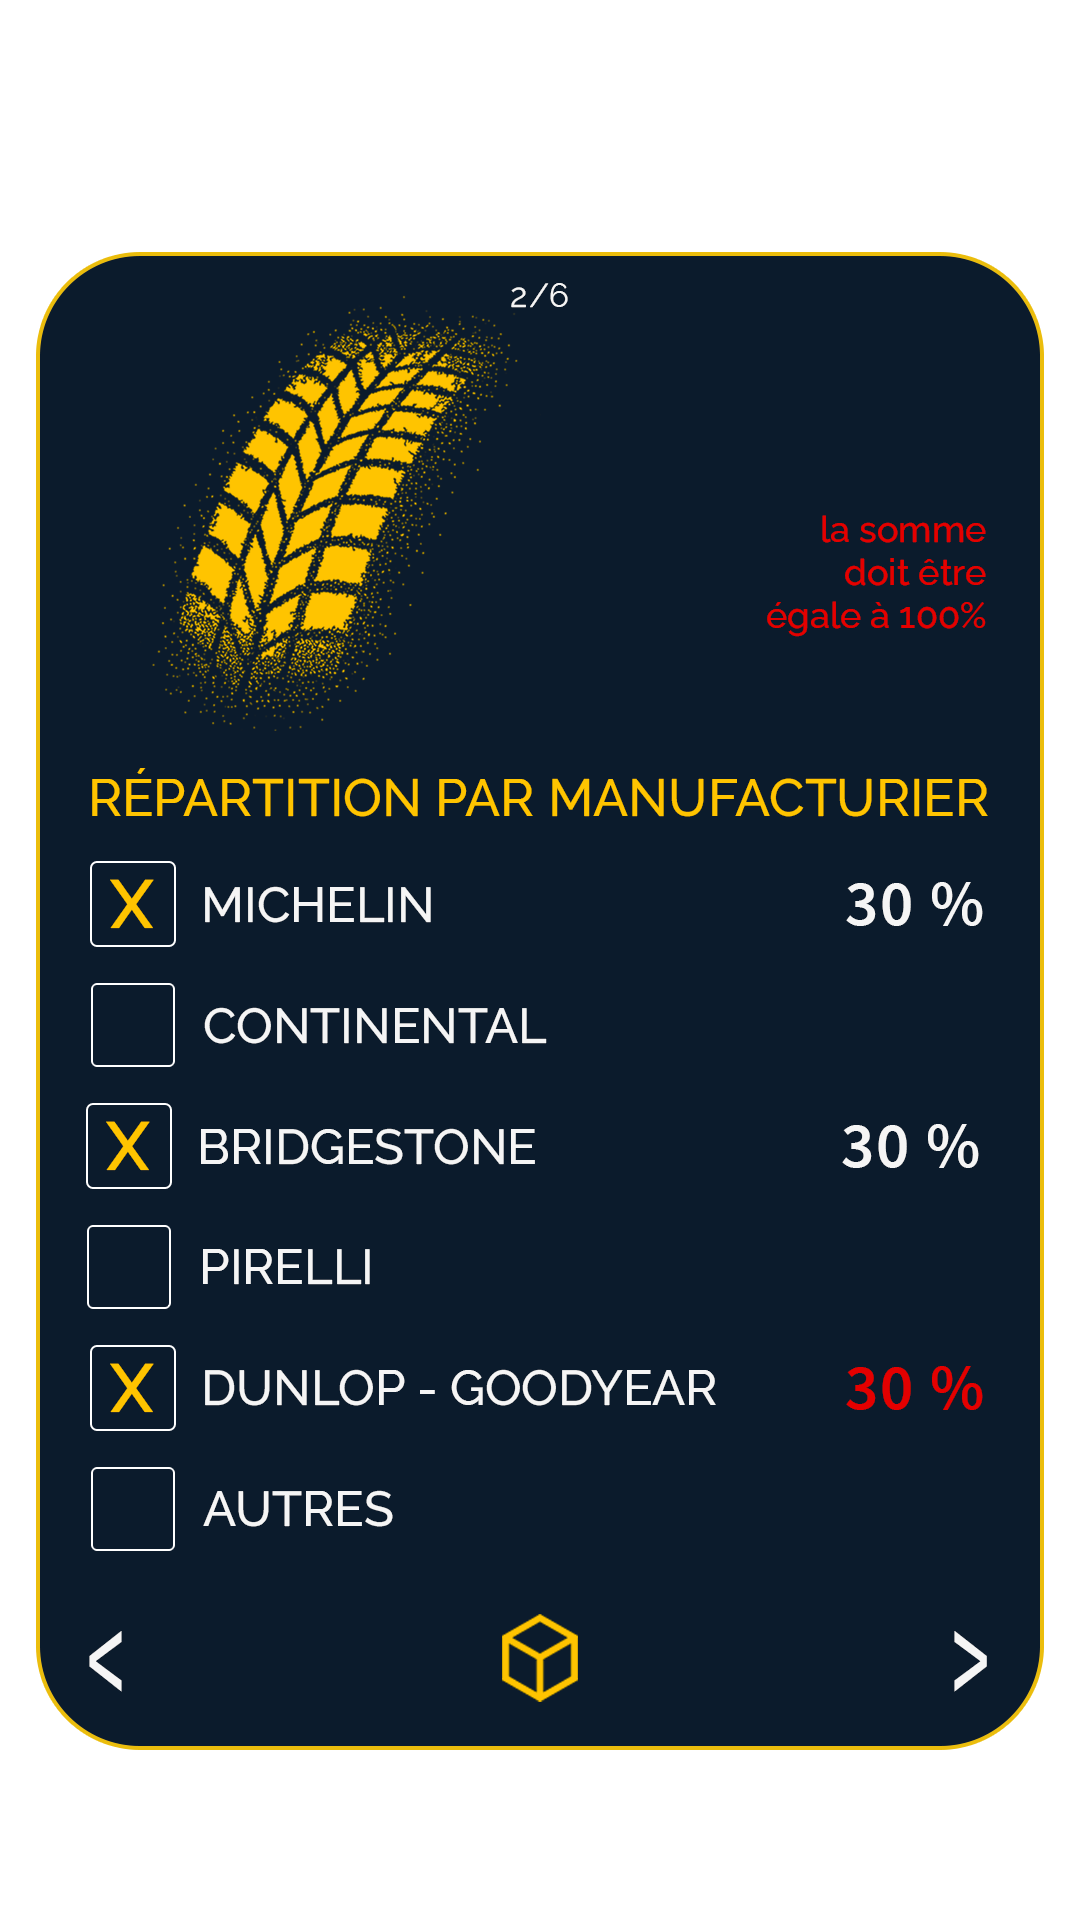 2/6
la somme
doit être
égale à 100%
RÉPARTITION PAR MANUFACTURIER
X MICHELIN 30 %
CONTINENTAL
X BRIDGESTONE 30 %
PIRELLI
X DUNLOP - GOODYEAR 30 %
AUTRES
< >